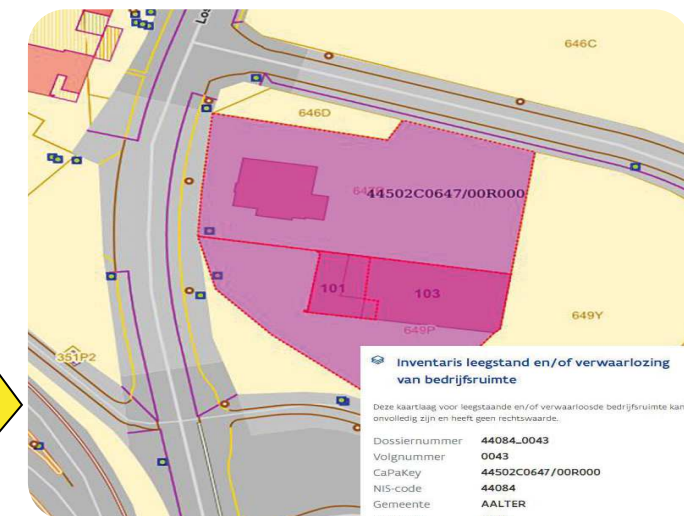 Los
646C
646D
44502C0647/00R000
101
103
649P
649Y
351P2
Inventaris leegstand en/of verwaarlozing
van bedrijfsruimte
Deze kaartlaag voor leegstaande en/of verwaarloosde bedrijfsruimte kan
onvolledig zijn en heeft geen rechtswaarde.
Dossiernummer 44084_0043
Volgnummer 0043
CaPaKey 44502C0647/00R000
NIS-code 44084
Gemeente AALTER